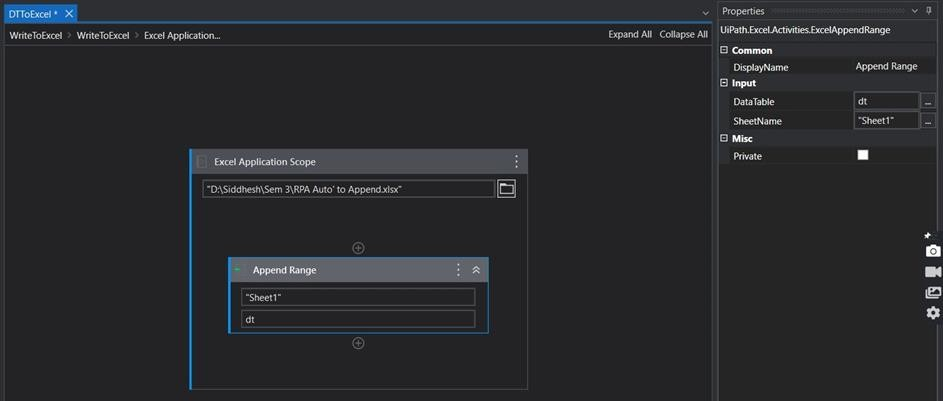 DTToExcel *
WriteToExcel > WriteToExcel > Excel Application...
Expand All Collapse All
Excel Application Scope
"D:\Siddhesh\Sem 3\RPA Auto' to Append.xlsx"
Append Range
"Sheet1"
dt
Properties
UiPath.Excel.Activities.ExcelAppendRange
Common
DisplayName Append Range
Input
DataTable dt ...
SheetName "Sheet1" ...
Misc
Private